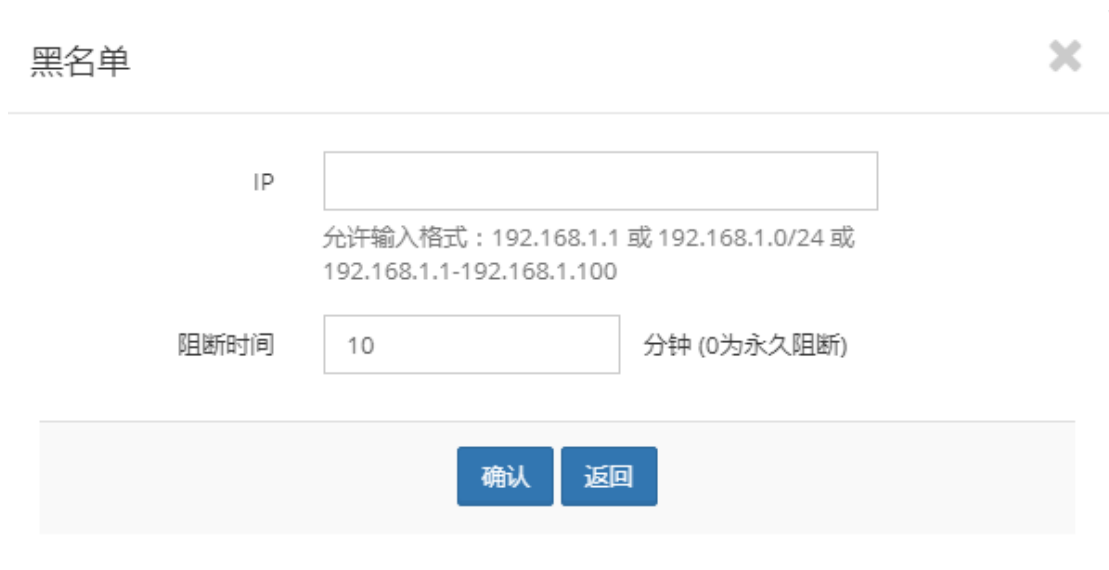 黑名单
IP
允许输入格式：192.168.1.1 或 192.168.1.0/24 或
192.168.1.1-192.168.1.100
阻断时间 10 分钟 (0为永久阻断)
确认 返回